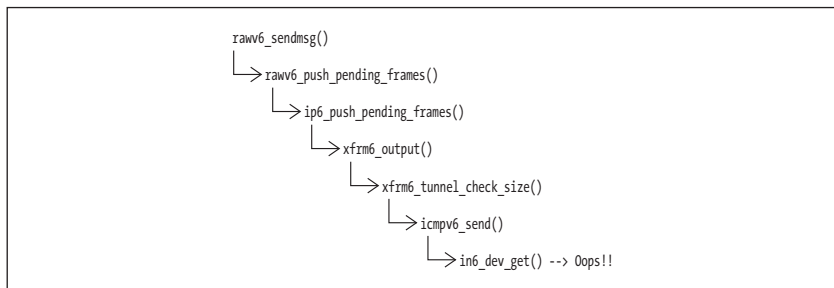 rawv6_sendmsg()
rawv6_push_pending_frames()
ip6_push_pending_frames()
xfrm6_output()
xfrm6_tunnel_check_size()
icmpv6_send()
in6_dev_get() --> Oops!!